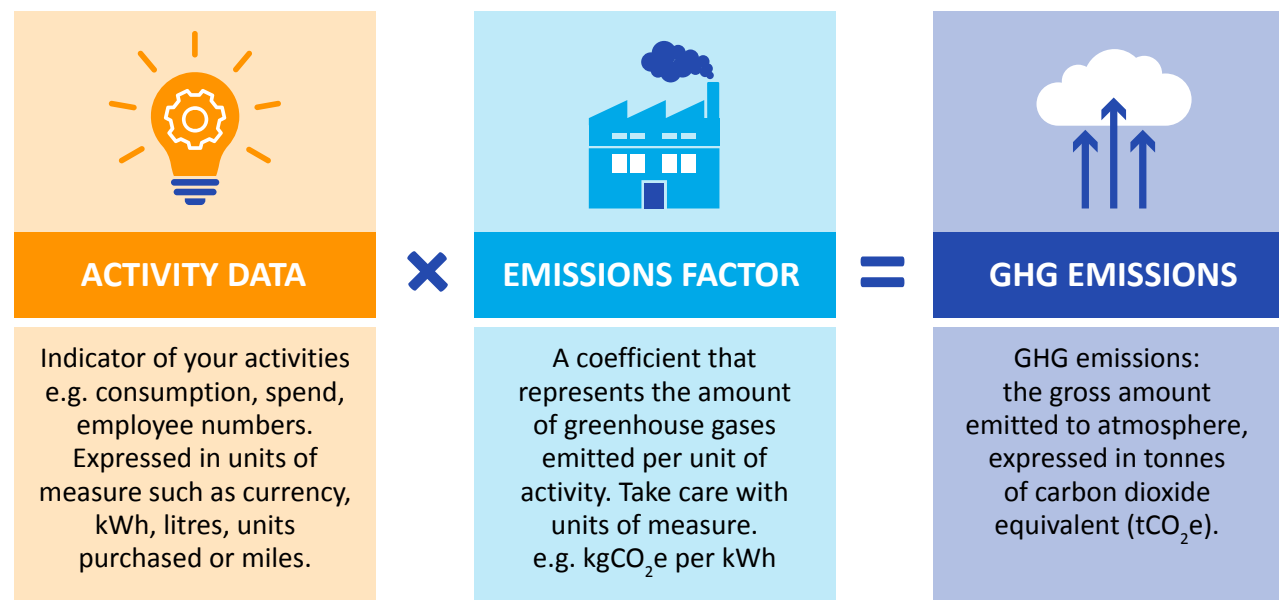 ACTIVITY DATA
×
EMISSIONS FACTOR
=
GHG EMISSIONS
Indicator of your activities
e.g. consumption, spend,
employee numbers.
Expressed in units of
measure such as currency,
kWh, litres, units
purchased or miles.
A coefficient that
represents the amount
of greenhouse gases
emitted per unit of
activity. Take care with
units of measure.
e.g. kgCO₂e per kWh
GHG emissions:
the gross amount
emitted to atmosphere,
expressed in tonnes
of carbon dioxide
equivalent (tCO₂e).